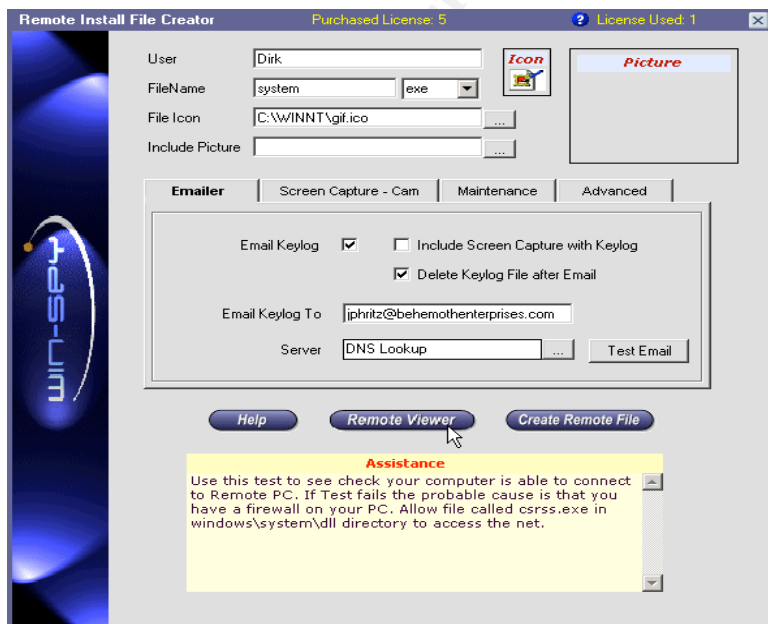 Remote Install File Creator Purchased License: 5 ? License Used: 1
User Dirk
Icon
Picture
FileName system exe
File Icon C:\WINNT\gif.ico ...
Include Picture ...
Emailer Screen Capture - Cam Maintenance Advanced
Email Keylog Include Screen Capture with Keylog
Delete Keylog File after Email
Email Keylog To jphritz@behemothenterprises.com
Server DNS Lookup ... Test Email
WIN-SPY
Help Remote Viewer Create Remote File
Assistance
Use this test to see check your computer is able to connect
to Remote PC. If Test fails the probable cause is that you
have a firewall on your PC. Allow file called csrss.exe in
windows\system\dll directory to access the net.